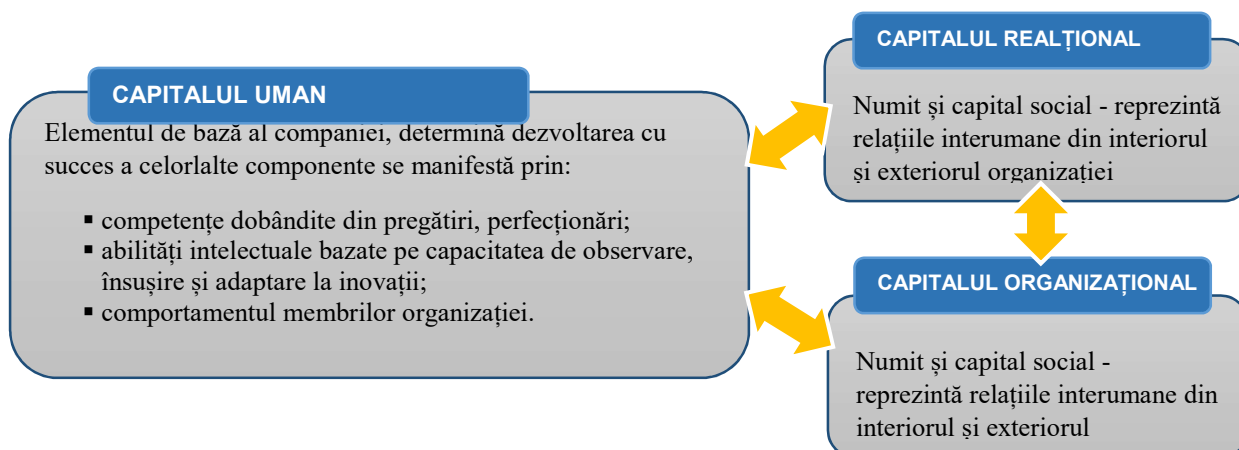 CAPITALUL UMAN
Elementul de bază al companiei, determină dezvoltarea cu
succes a celorlalte componente se manifestă prin:
▪ competențe dobândite din pregătiri, perfecționări;
▪ abilități intelectuale bazate pe capacitatea de observare,
însușire și adaptare la inovații;
▪ comportamentul membrilor organizației.
CAPITALUL REALȚIONAL
Numit și capital social - reprezintă
relațiile interumane din interiorul
și exteriorul organizației
CAPITALUL ORGANIZAȚIONAL
Numit și capital social -
reprezintă relațiile interumane din
interiorul și exteriorul